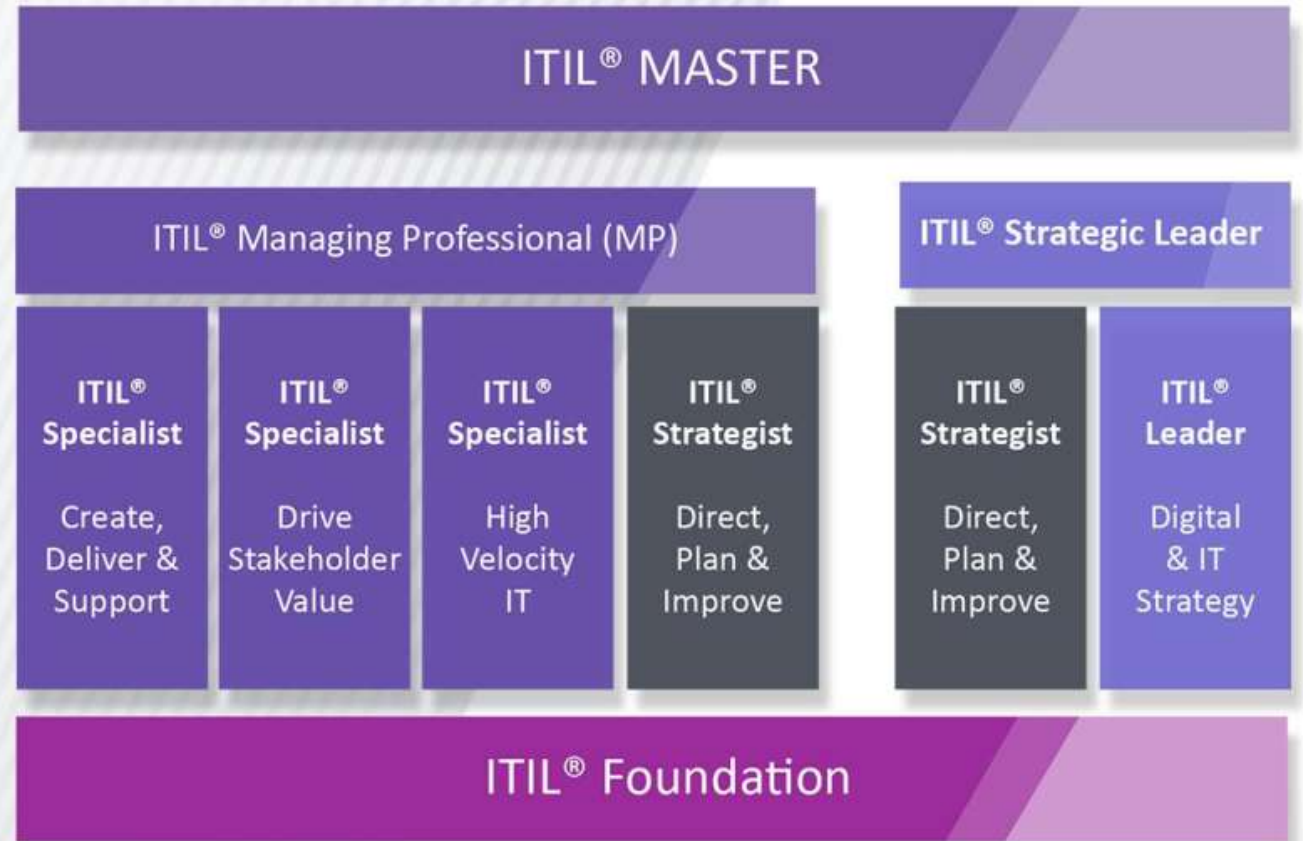 ITIL® MASTER
ITIL® Managing Professional (MP)
ITIL® Strategic Leader
ITIL®
Specialist
Create,
Deliver &
Support
ITIL®
Specialist
Drive
Stakeholder
Value
ITIL®
Specialist
High
Velocity
IT
ITIL®
Strategist
Direct,
Plan &
Improve
ITIL®
Strategist
Direct,
Plan &
Improve
ITIL®
Leader
Digital
& IT
Strategy
ITIL® Foundation